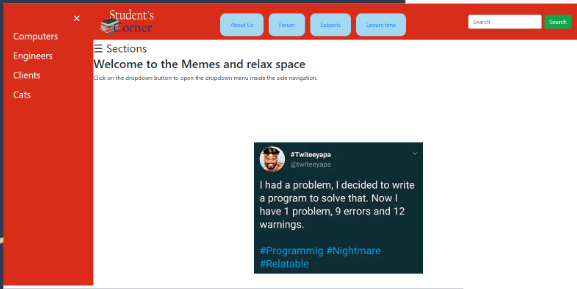 ×
Computers
Engineers
Clients
Cats
Student's
Corner
About Us
Forum
Subjects
Leisure time
Search
Search
☰ Sections
Welcome to the Memes and relax space
Click on the dropdown button to open the dropdown menu inside the side navigation.
#Twiteeyapa
@twiteeyapa
I had a problem, I decided to write
a program to solve that. Now I
have 1 problem, 9 errors and 12
warnings.
#Programmig #Nightmare
#Relatable